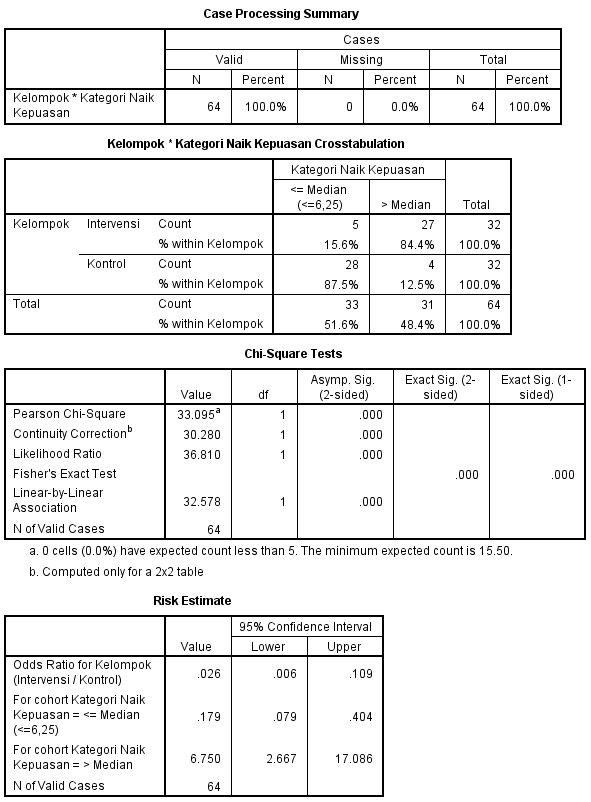 Case Processing Summary
Cases
Valid Missing Total
N Percent N Percent N Percent
Kelompok * Kategori Naik
Kepuasan
64 100.0% 0 0.0% 64 100.0%
Kelompok * Kategori Naik Kepuasan Crosstabulation
Kategori Naik Kepuasan
<= Median
(<=6,25) > Median Total
Kelompok Intervensi Count 5 27 32
% within Kelompok 15.6% 84.4% 100.0%
Kontrol Count 28 4 32
% within Kelompok 87.5% 12.5% 100.0%
Total Count 33 31 64
% within Kelompok 51.6% 48.4% 100.0%
Chi-Square Tests
Value df Asymp. Sig.
(2-sided) Exact Sig. (2-
sided) Exact Sig. (1-
sided)
Pearson Chi-Square 33.095a 1 .000
Continuity Correctionb 30.280 1 .000
Likelihood Ratio 36.810 1 .000
Fisher's Exact Test .000 .000
Linear-by-Linear
Association 32.578 1 .000
N of Valid Cases 64
a. 0 cells (0.0%) have expected count less than 5. The minimum expected count is 15.50.
b. Computed only for a 2x2 table
Risk Estimate
95% Confidence Interval
Value Lower Upper
Odds Ratio for Kelompok
(Intervensi / Kontrol) .026 .006 .109
For cohort Kategori Naik
Kepuasan = <= Median
(<=6,25)
.179 .079 .404
For cohort Kategori Naik
Kepuasan = > Median 6.750 2.667 17.086
N of Valid Cases 64